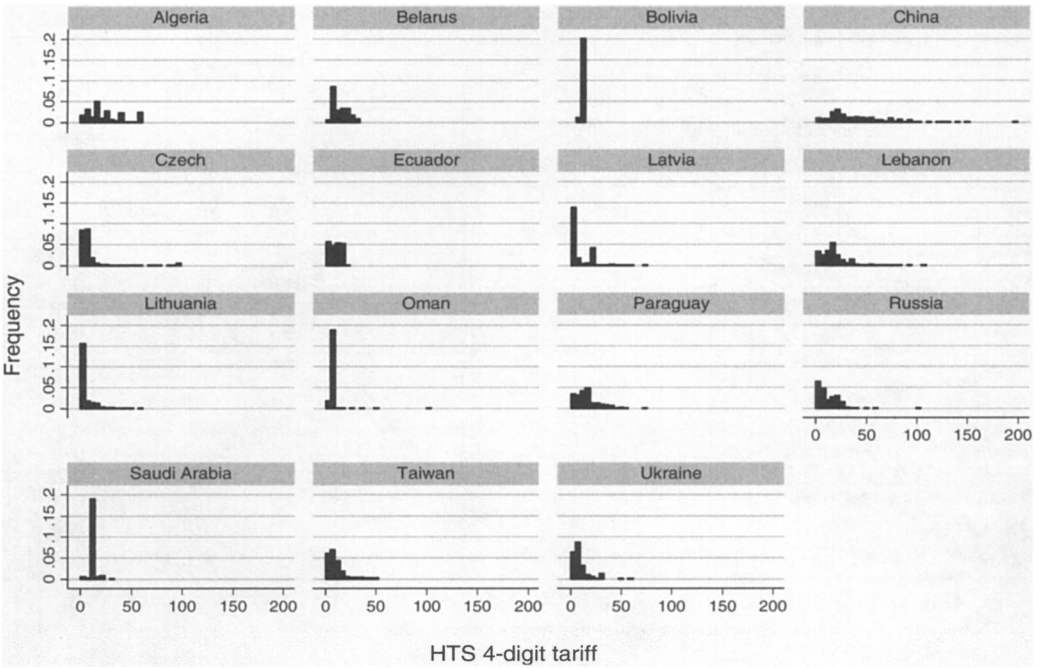 Algeria Belarus Bolivia China
0 .05 .1 .15 .2
Czech Ecuador Latvia Lebanon
0 .05 .1 .15 .2
Frequency
Lithuania Oman Paraguay Russia
0 .05 .1 .15 .2
0 50 100 150 200
Saudi Arabia Taiwan Ukraine
0 .05 .1 .15 .2
0 50 100 150 200 0 50 100 150 200 0 50 100 150 200
HTS 4-digit tariff